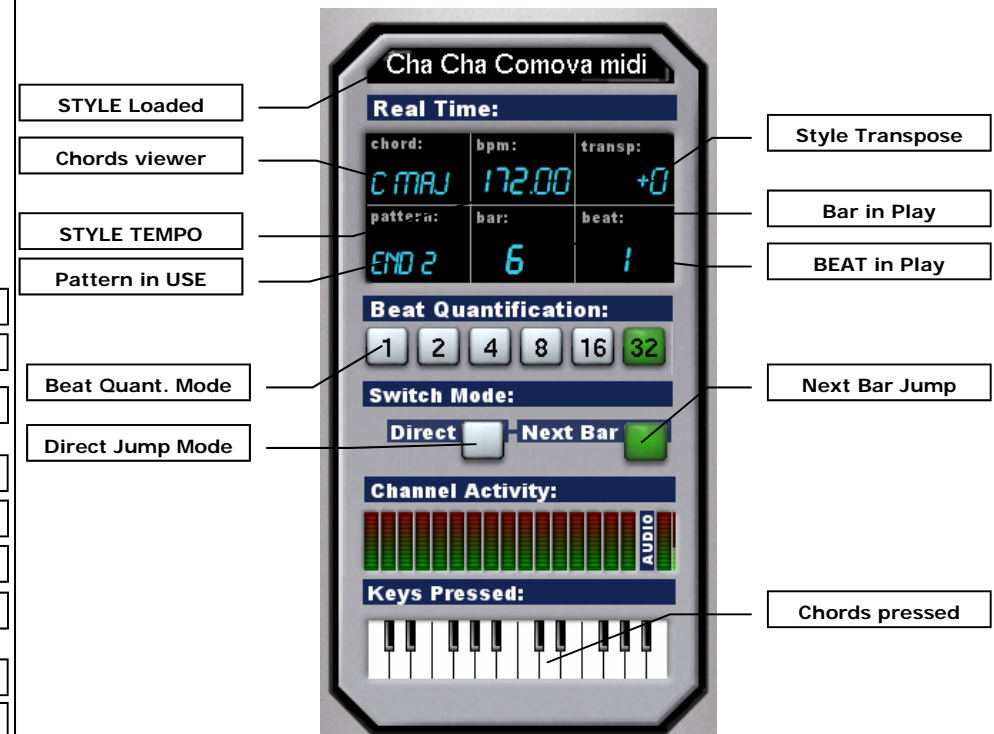 Cha Cha Comova midi
STYLE Loaded
Real Time:
chord:
bpm:
transp:
Style Transpose
Chords viewer
C MAJ
172.00
+0
pattern:
bar:
beat:
Bar in Play
STYLE TEMPO
END 2
6
1
BEAT in Play
Pattern in USE
Beat Quantification:
1 2 4 8 16 32
Beat Quant. Mode
Switch Mode:
Next Bar Jump
Direct
Next Bar
Direct Jump Mode
Channel Activity:
AUDIO
Keys Pressed:
Chords pressed